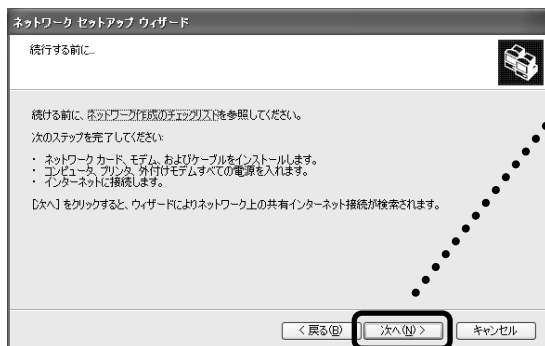 ネットワーク セットアップ ウィザード
続行する前に...
続ける前に、ネットワーク作成のチェックリストを参照してください。
次のステップを完了してください:
・ ネットワーク カード、モデム、およびケーブルをインストールします。
・ コンピュータ、プリンタ、外付けモデムすべての電源を入れます。
・ インターネットに接続します。
[次へ] をクリックすると、ウィザードによりネットワーク上の共有インターネット接続が検索されます。
< 戻る(B)
次へ(N) >
キャンセル